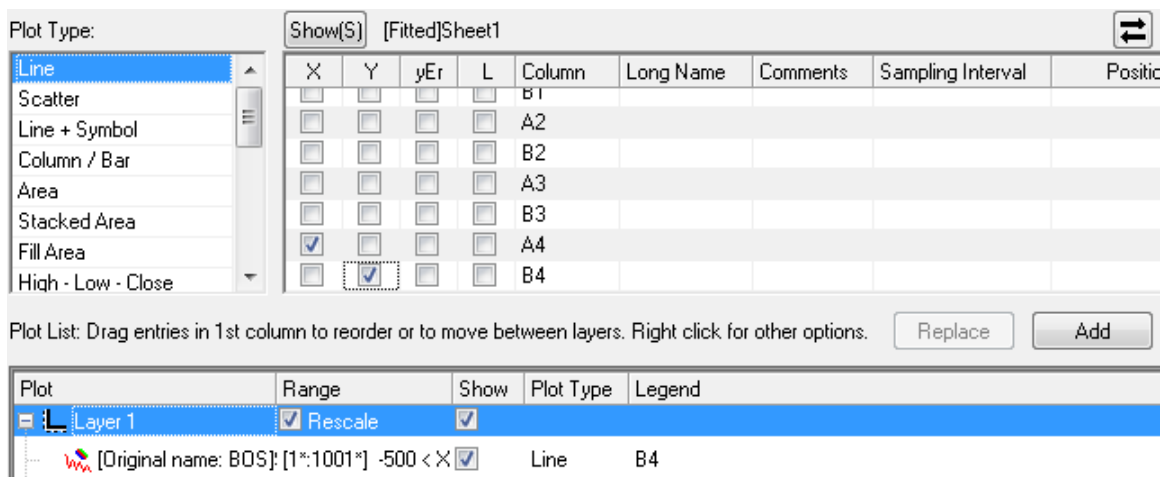 Plot Type: Show(S) [Fitted]Sheet1
Line
Scatter
Line + Symbol
Column / Bar
Area
Stacked Area
Fill Area
High - Low - Close
X Y yEr L Column Long Name Comments Sampling Interval Positic
B1
A2
B2
A3
B3
A4
B4
Plot List: Drag entries in 1st column to reorder or to move between layers. Right click for other options. Replace Add
Plot Range Show Plot Type Legend
Layer 1 Rescale
[Original name: BOS]! [1*:1001*] -500 < X Line B4